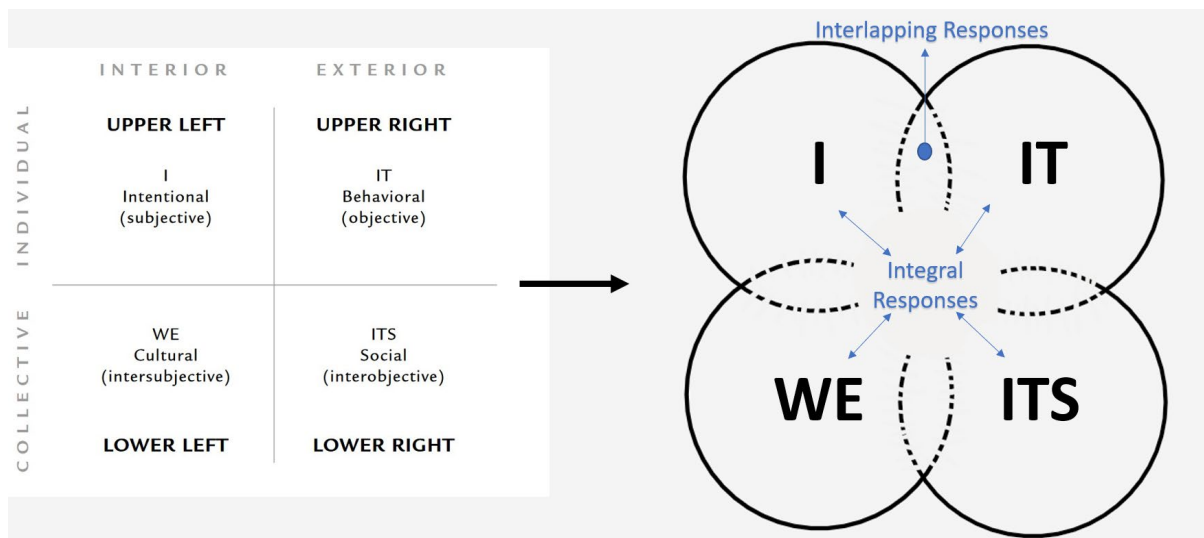 INTERIOR EXTERIOR
INDIVIDUAL
UPPER LEFT
I
Intentional
(subjective)
UPPER RIGHT
IT
Behavioral
(objective)
COLLECTIVE
WE
Cultural
(intersubjective)
LOWER LEFT
ITS
Social
(interobjective)
LOWER RIGHT
Interlapping Responses
I
IT
Integral
Responses
WE
ITS